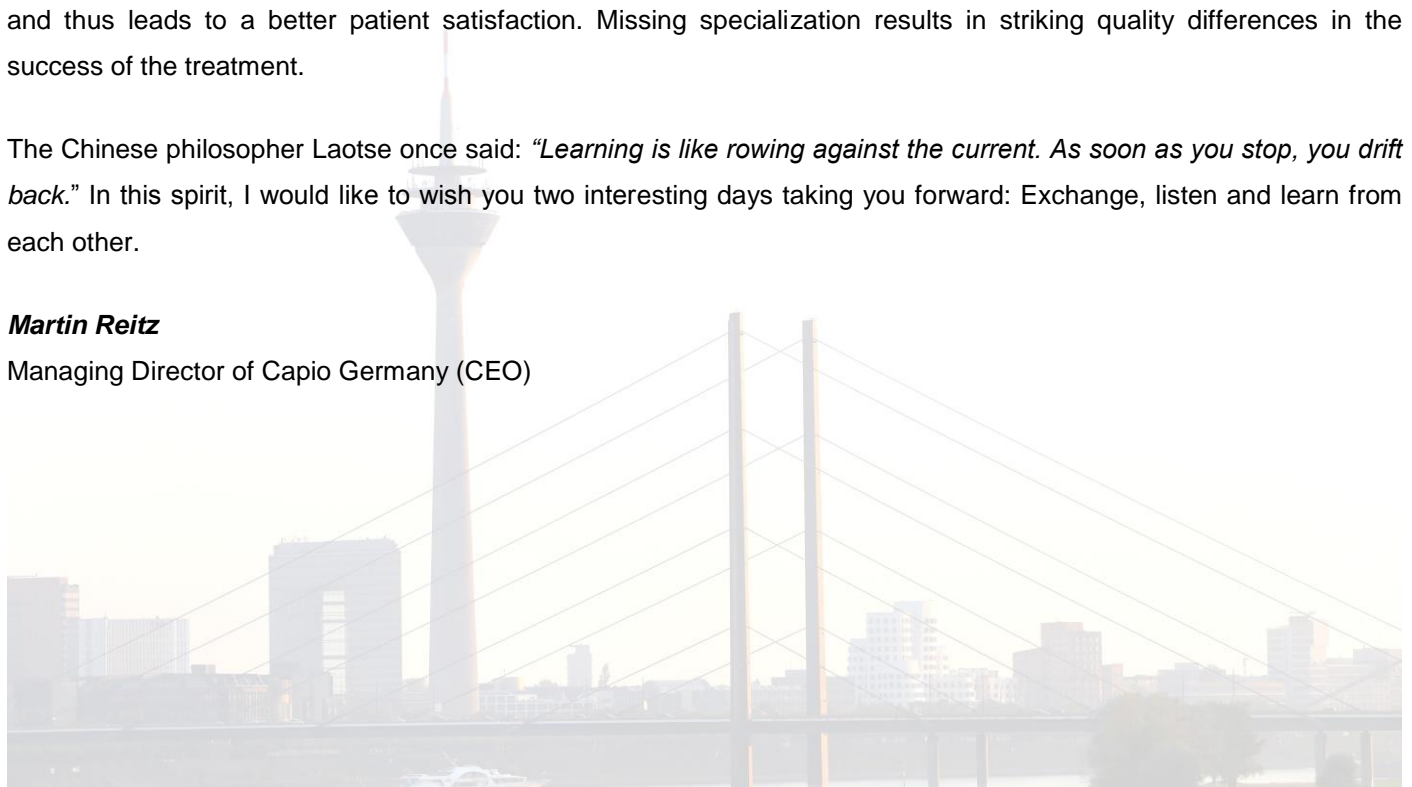 and thus leads to a better patient satisfaction. Missing specialization results in striking quality differences in the
success of the treatment.
The Chinese philosopher Laotse once said: “Learning is like rowing against the current. As soon as you stop, you drift
back.” In this spirit, I would like to wish you two interesting days taking you forward: Exchange, listen and learn from
each other.
Martin Reitz
Managing Director of Capio Germany (CEO)